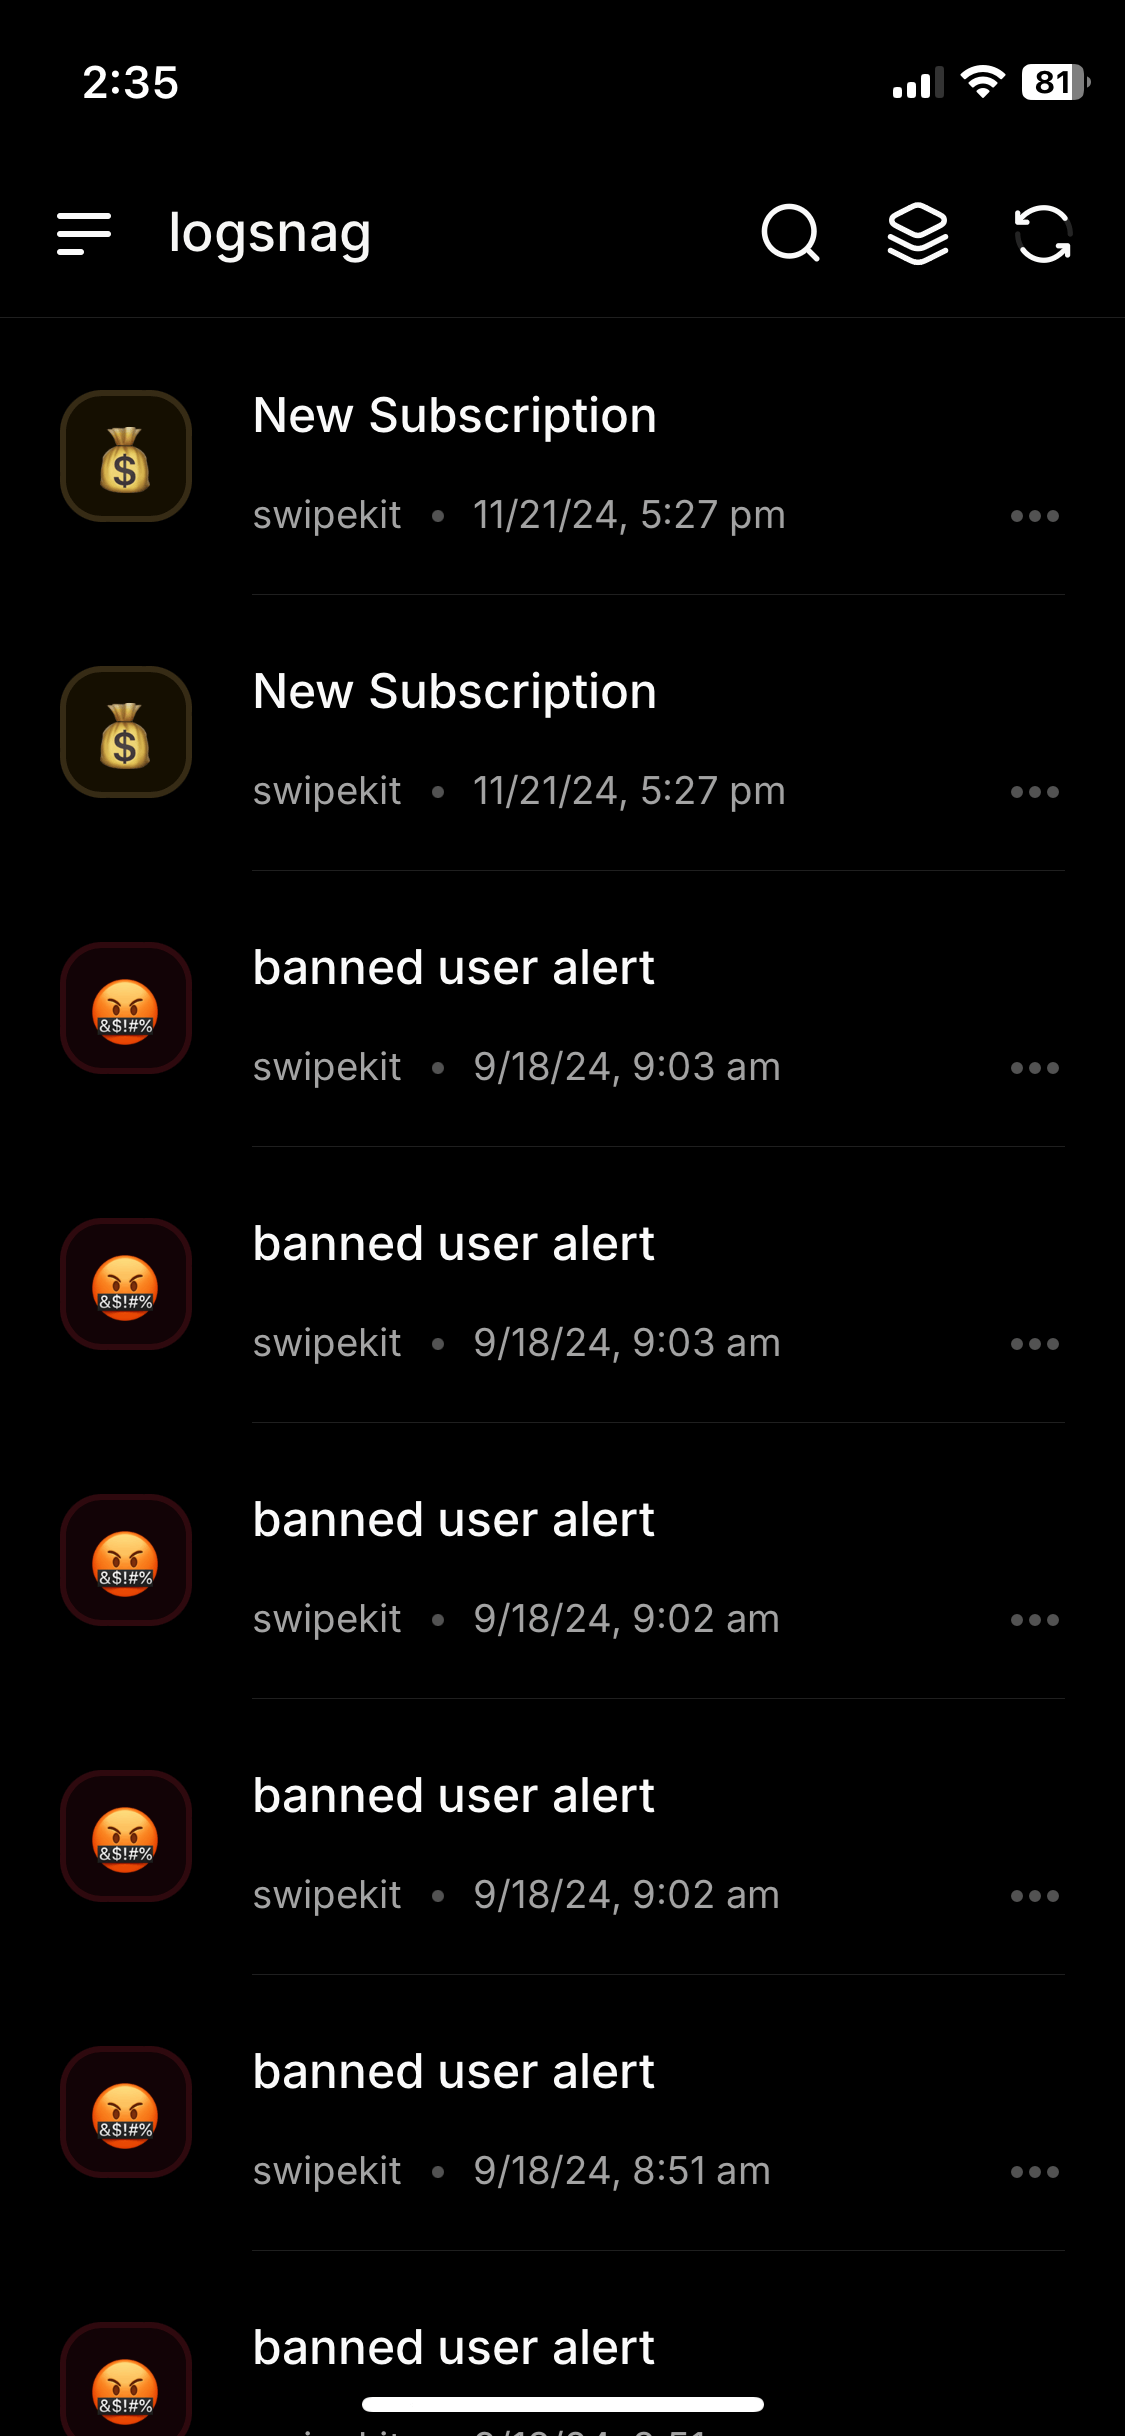 2:35
81
logsnag
New Subscription
swipekit • 11/21/24, 5:27 pm
New Subscription
swipekit • 11/21/24, 5:27 pm
banned user alert
swipekit • 9/18/24, 9:03 am
banned user alert
swipekit • 9/18/24, 9:03 am
banned user alert
swipekit • 9/18/24, 9:02 am
banned user alert
swipekit • 9/18/24, 9:02 am
banned user alert
swipekit • 9/18/24, 8:51 am
banned user alert